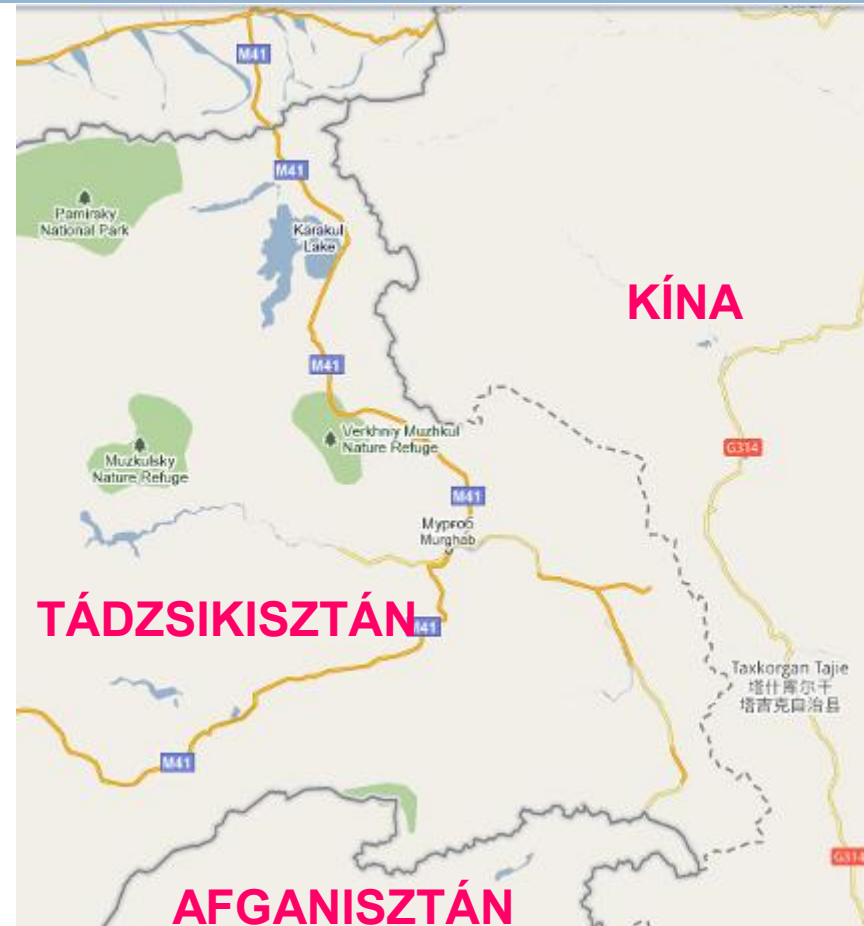 M41
M41
Pamirsky
National Park
Karakul
Lake
KÍNA
M41
Verkhniy Muzhkul
Nature Refuge
G314
Muzkulsky
Nature Refuge
M41
Мургоб
Murghab
TÁDZSIKISZTÁN
M41
Taxkorgan Tajie
塔什库尔干
塔吉克自治县
M41
G314
AFGANISZTÁN